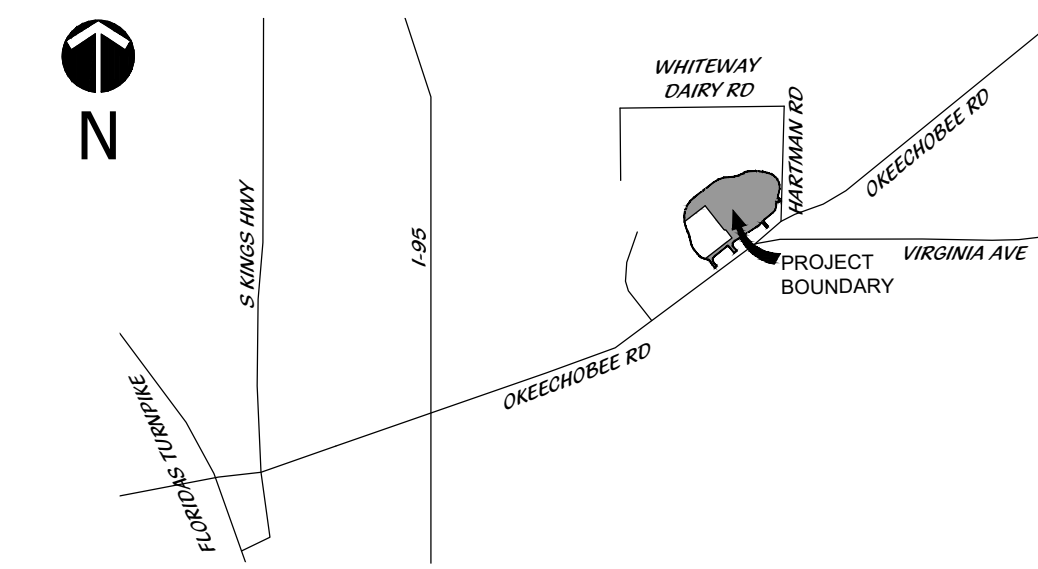 N
WHITEWAY
DAIRY RD
HARTMAN RD
OKEECHOBEE RD
S KINGS HWY
I-95
VIRGINIA AVE
PROJECT
BOUNDARY
OKEECHOBEE RD
FLORIDAS TURNPIKE